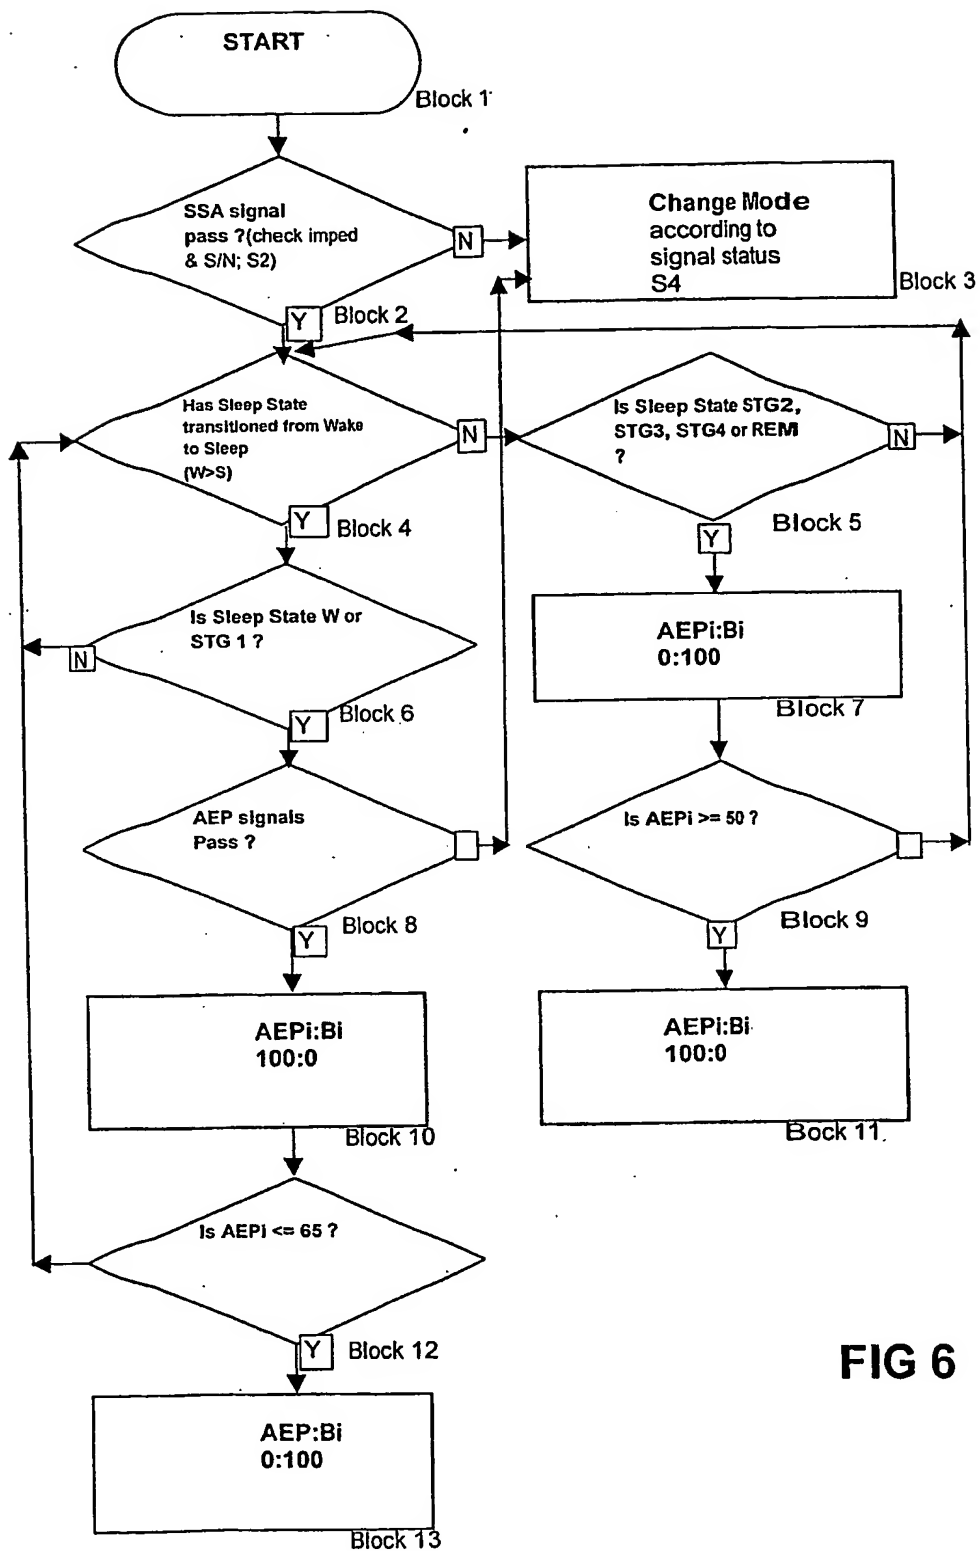 START
Block 1
SSA signal
pass ?(check imped
& S/N; S2)
N
Change Mode
according to
signal status
S4
Block 3
Y
Block 2
Has Sleep State
transitioned from Wake
to Sleep
(W>S)
N
Is Sleep State STG2,
STG3, STG4 or REM
?
N
Y
Block 4
Y
Block 5
Is Sleep State W or
STG 1 ?
N
AEPi:Bi
0:100
Block 7
Y
Block 6
AEP signals
Pass ?
Is AEPi >= 50 ?
Y
Block 8
Y
Block 9
AEPi:Bi
100:0
Block 10
AEPi:Bi
100:0
Bock 11
Is AEPi <= 65 ?
Y
Block 12
FIG 6
AEP:Bi
0:100
Block 13